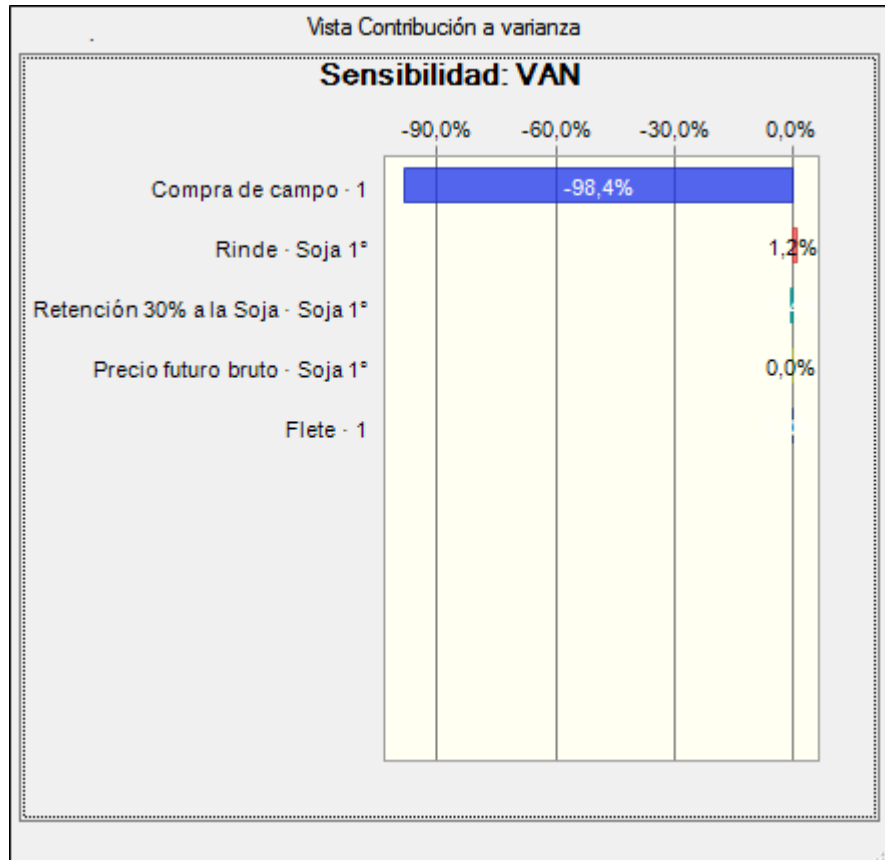 Vista Contribución a varianza
Sensibilidad: VAN
-90,0% -60,0% -30,0% 0,0%
Compra de campo - 1 -98,4%
Rinde - Soja 1° 1,2%
Retención 30% a la Soja - Soja 1°
Precio futuro bruto - Soja 1° 0,0%
Flete - 1